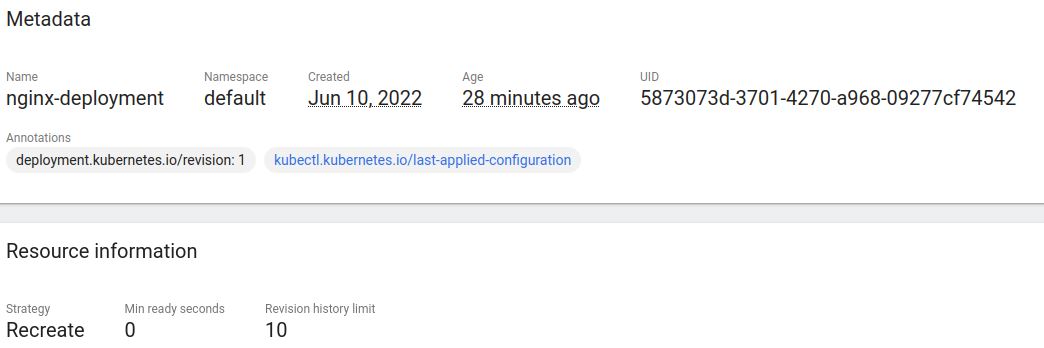 Metadata
Name Namespace Created Age UID
nginx-deployment default Jun 10, 2022 28 minutes ago 5873073d-3701-4270-a968-09277cf74542
Annotations
deployment.kubernetes.io/revision: 1 kubectl.kubernetes.io/last-applied-configuration
Resource information
Strategy Min ready seconds Revision history limit
Recreate 0 10